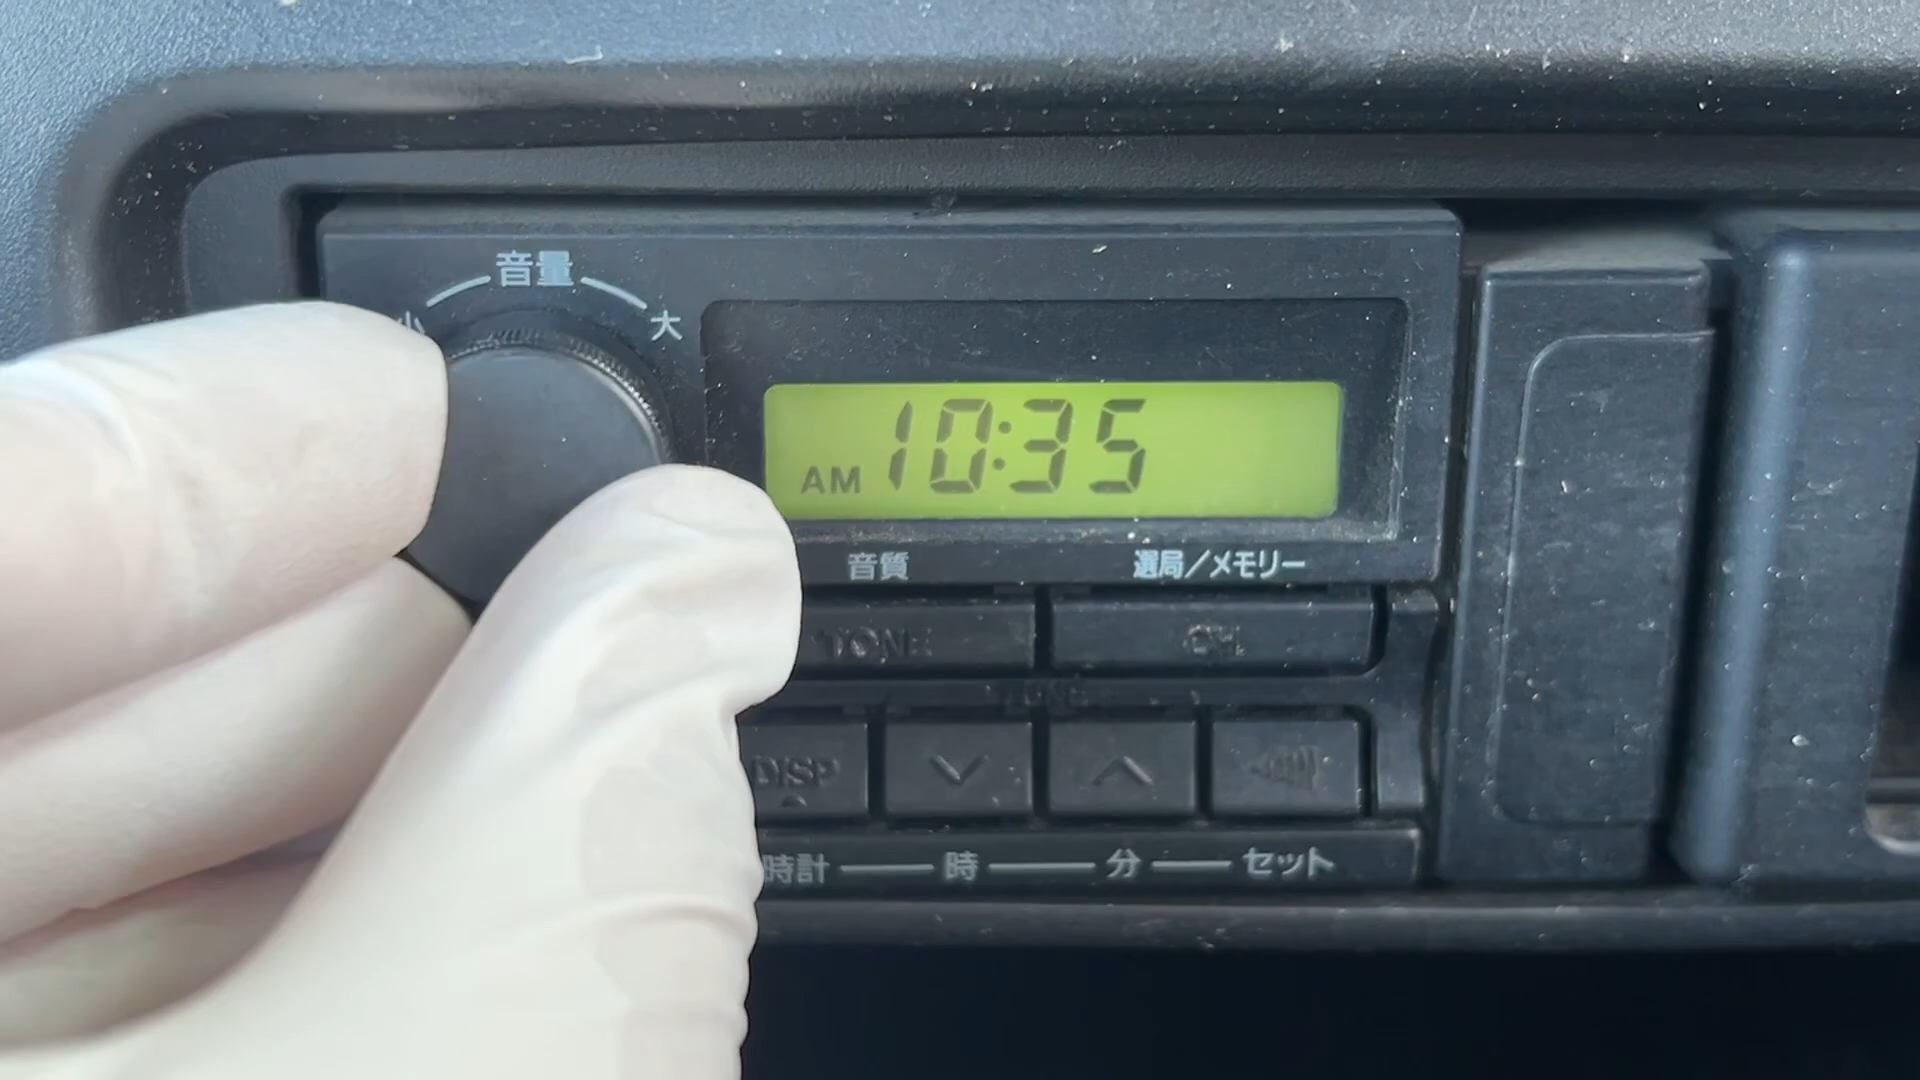 音量
小
大
AM 10:35
音質 選局／メモリー
TONE CH
TUNE
DISP
時計 時 分 セット